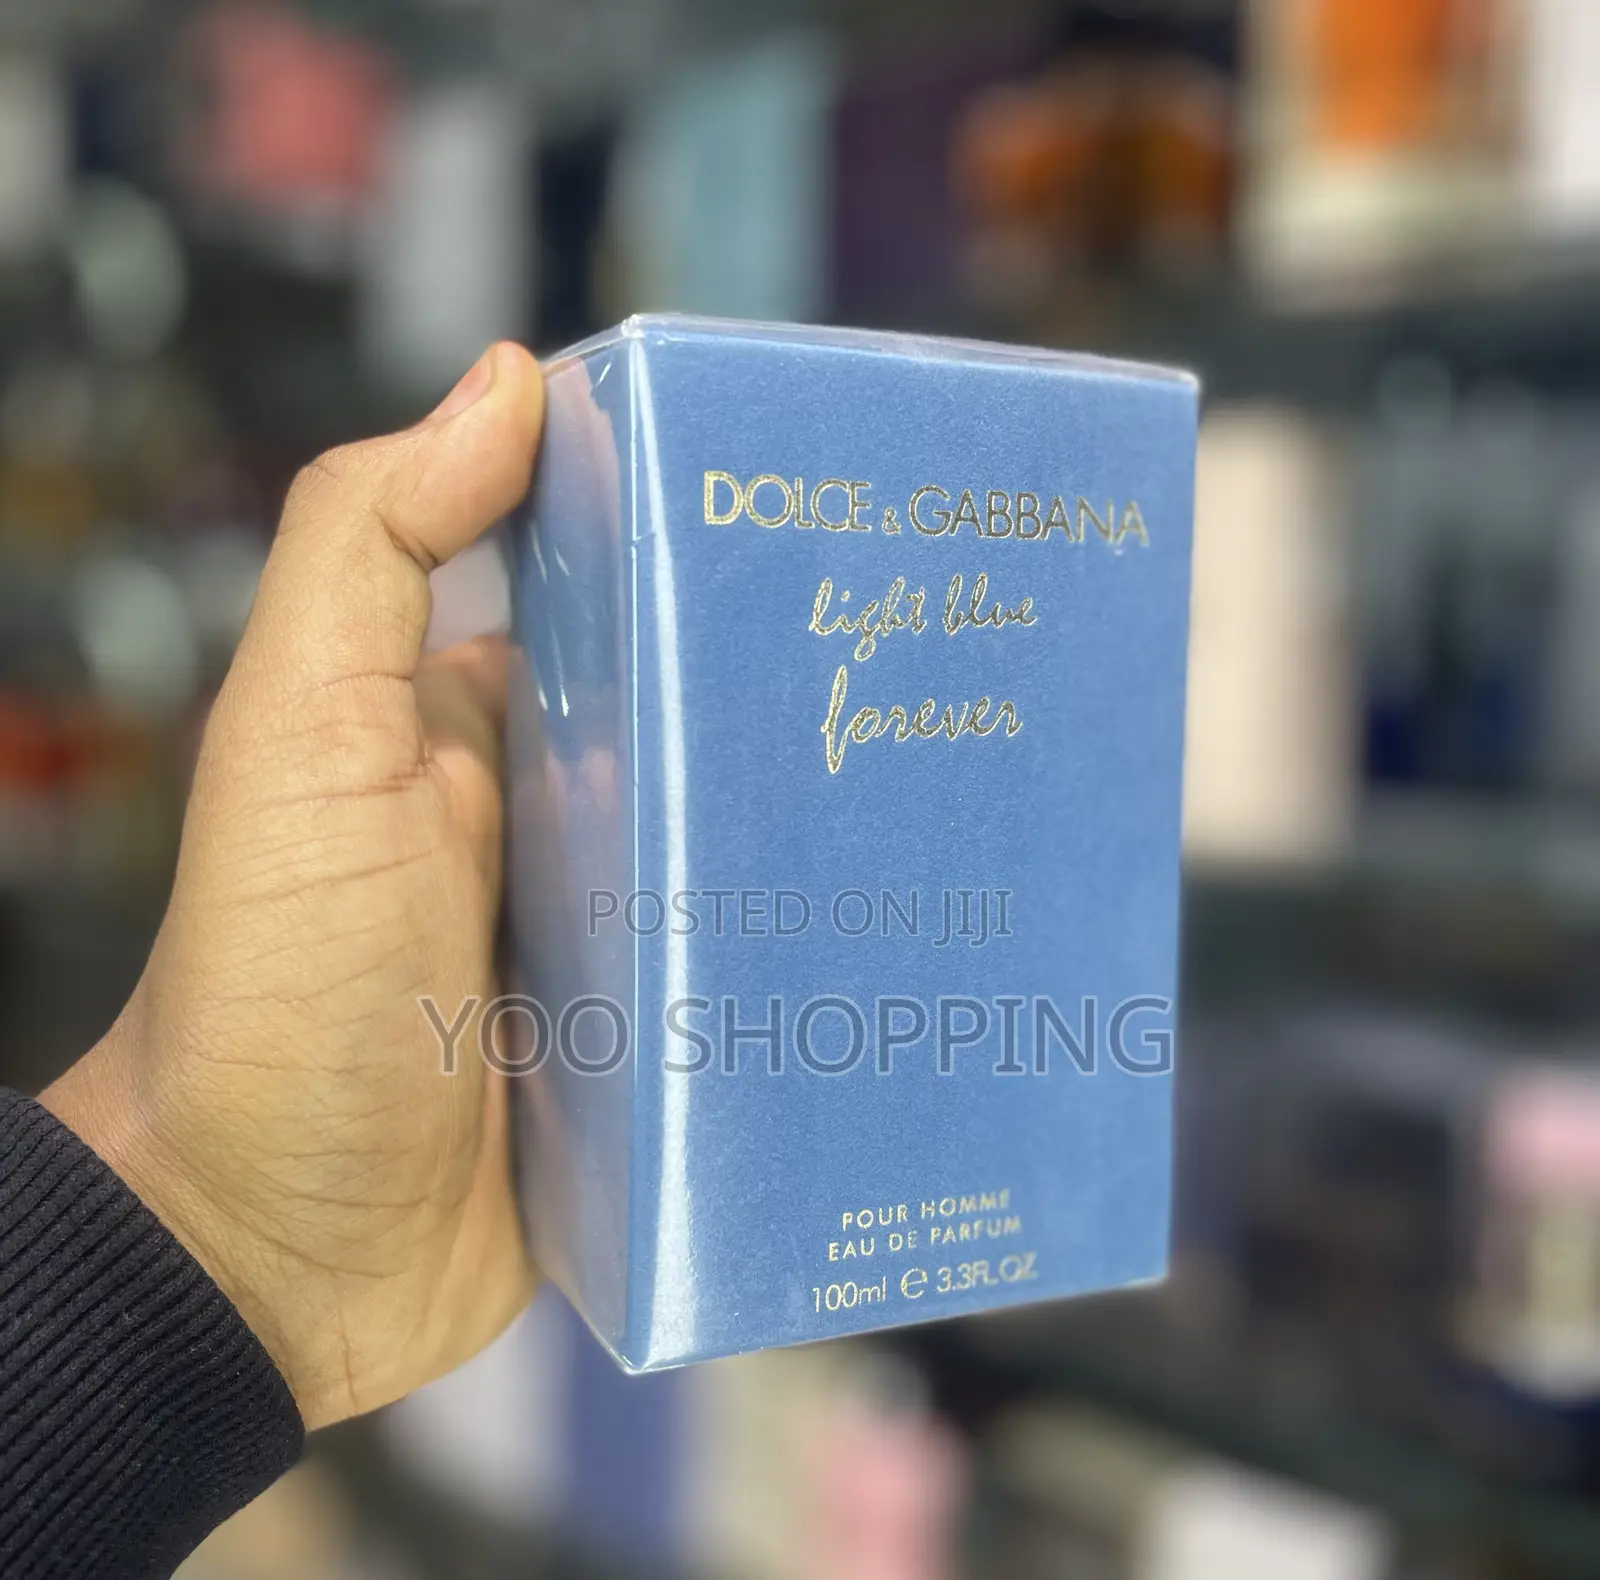 DOLCE & GABBANA
light blue
forever
POSTED ON JIJI
YOO SHOPPING
POUR HOMME
EAU DE PARFUM
100ml ℮ 3.3FL.OZ